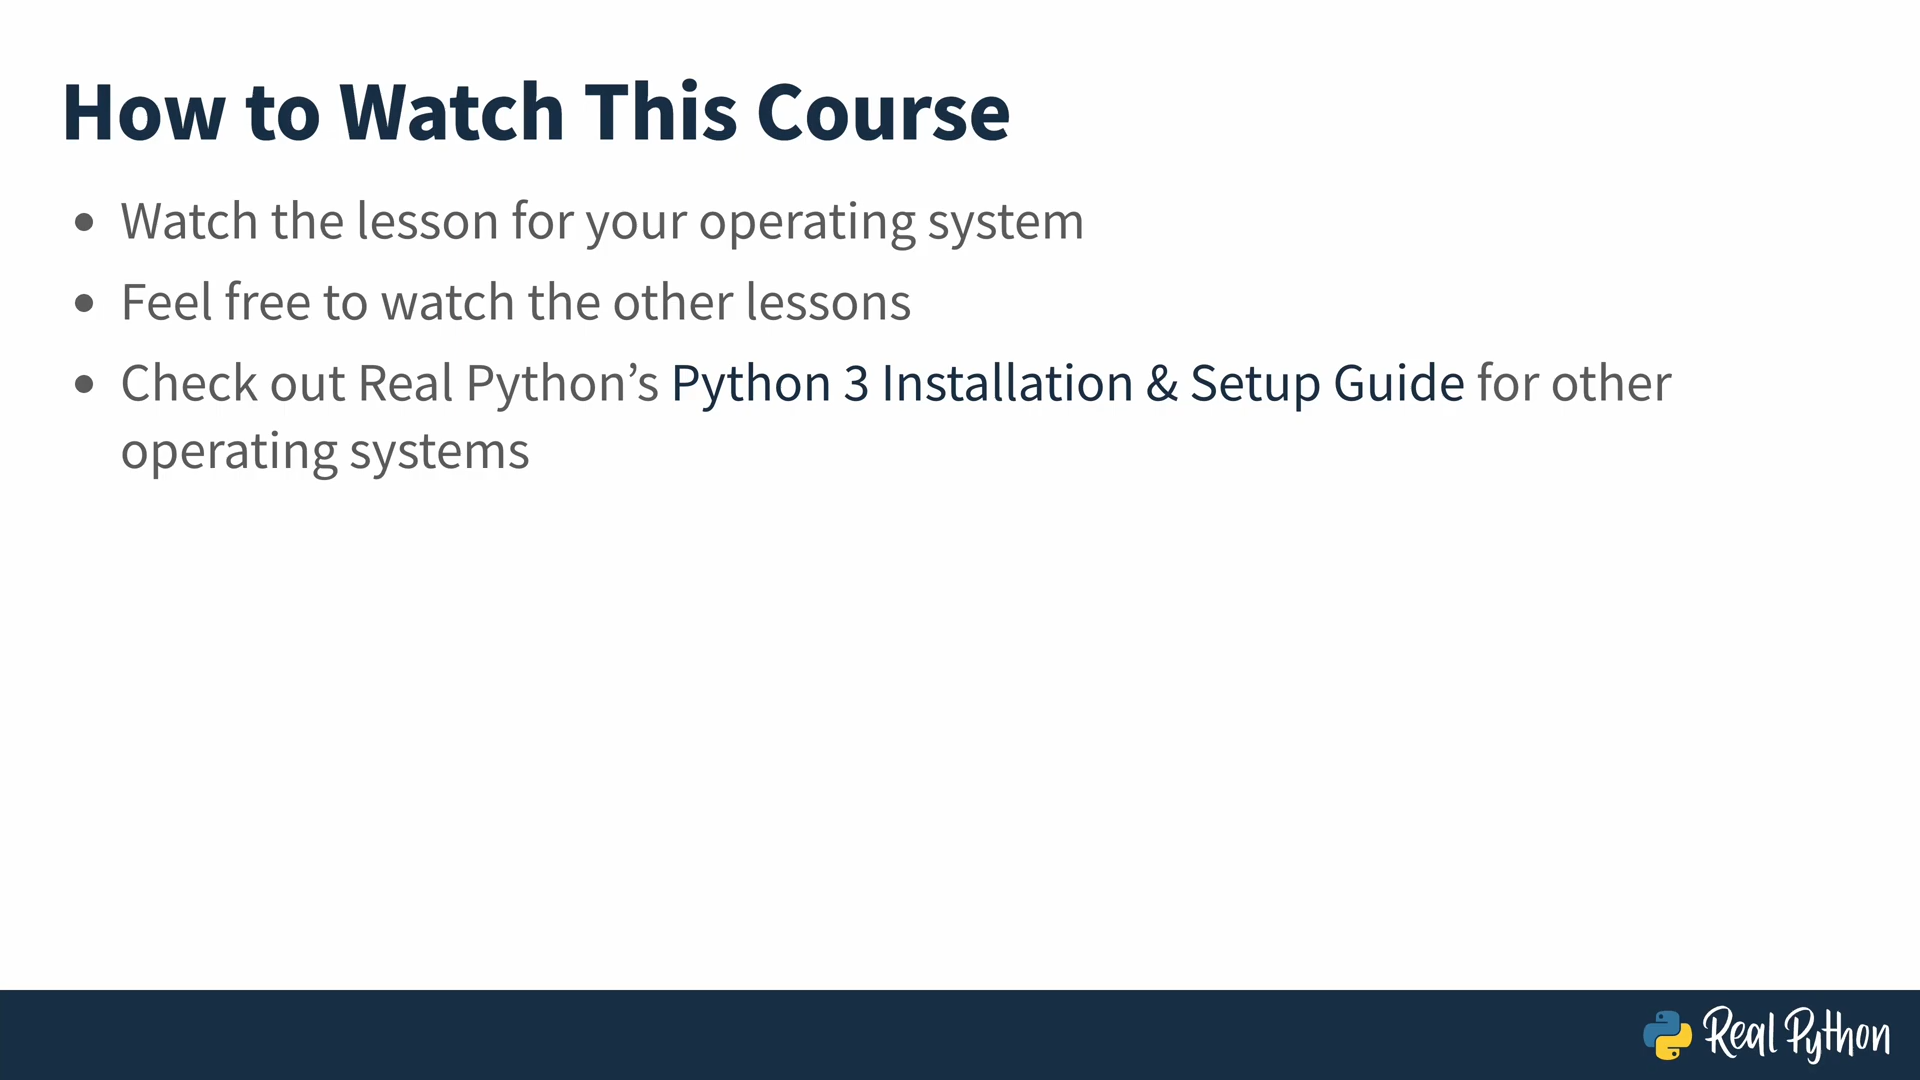 How to Watch This Course
• Watch the lesson for your operating system
• Feel free to watch the other lessons
• Check out Real Python’s Python 3 Installation & Setup Guide for other
operating systems
Real Python